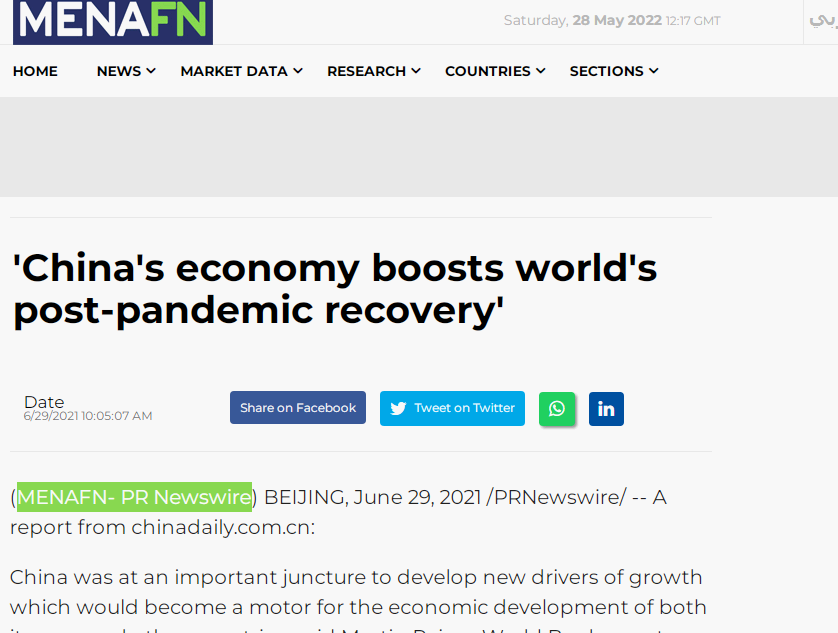 MENAFN
Saturday, 28 May 2022 12:17 GMT
HOME NEWS MARKET DATA RESEARCH COUNTRIES SECTIONS
'China's economy boosts world's
post-pandemic recovery'
Date
6/29/2021 10:05:07 AM
Share on Facebook Tweet on Twitter in
(MENAFN- PR Newswire) BEIJING, June 29, 2021 /PRNewswire/ -- A
report from chinadaily.com.cn:
China was at an important juncture to develop new drivers of growth
which would become a motor for the economic development of both